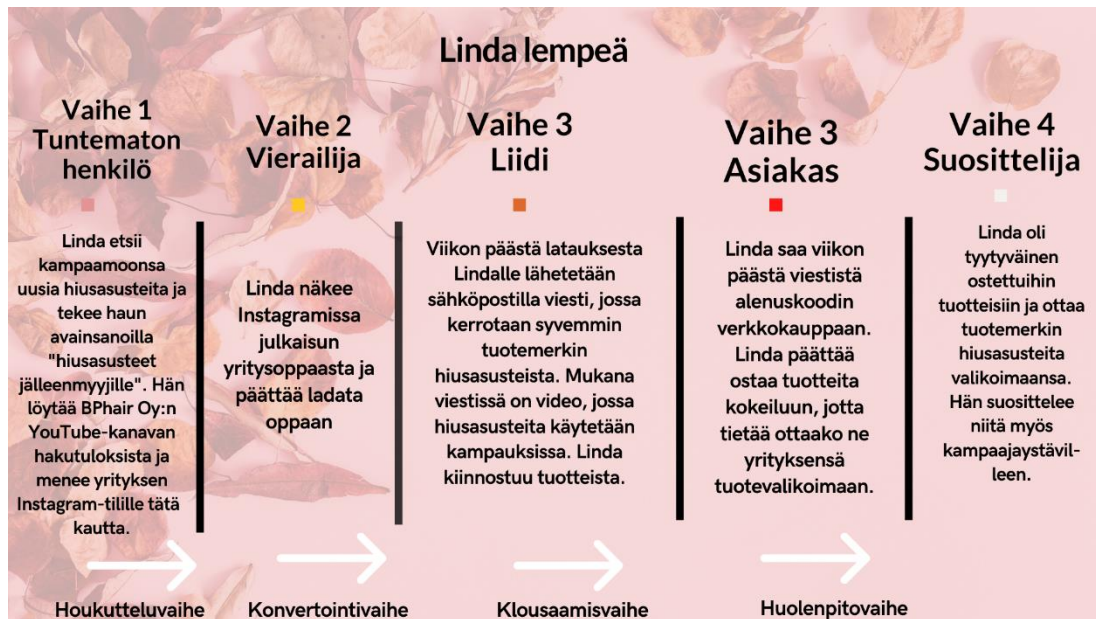 Linda lempeä
Vaihe 1
Tuntematon
henkilö
Linda etsii
kampaamoonsa
uusia hiusasusteita ja
tekee haun
avainsanoilla
"hiusasusteet
jälleenmyyjille". Hän
löytää BPhair Oy:n
YouTube-kanavan
hakutuloksista ja
menee yrityksen
Instagram-tilille tätä
kautta.
Vaihe 2
Vierailija
Linda näkee
Instagramissa
julkaisun
yritysoppaasta ja
päättää ladata
oppaan
Vaihe 3
Liidi
Viikon päästä latauksesta
Lindalle lähetetään
sähköpostilla viesti, jossa
kerrotaan syvemmin
tuotemerkin
hiusasusteista. Mukana
viestissä on video, jossa
hiusasusteita käytetään
kampauksissa. Linda
kiinnostuu tuotteista.
Vaihe 3
Asiakas
Linda saa viikon
päästä viestistä
alenuskoodin
verkkokauppaan.
Linda päättää
ostaa tuotteita
kokeiluun, jotta
tietää ottaako ne
yrityksensä
tuotevalikoimaan.
Vaihe 4
Suosittelija
Linda oli
tyytyväinen
ostettuihin
tuotteisiin ja ottaa
tuotemerkin
hiusasusteita
valikoimaansa.
Hän suosittelee
niitä myös
kampaajaystävil-
leen.
Houkutteluvaihe
Konvertointivaihe
Klousaamisvaihe
Huolenpitovaihe